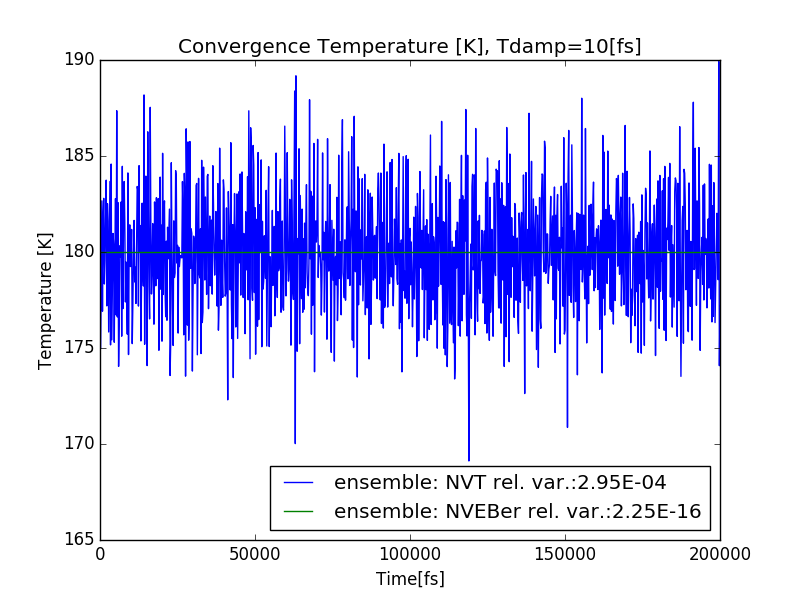 Convergence Temperature [K], Tdamp=10[fs]
190
185
180
175
170
165
Temperature [K]
ensemble: NVT rel. var.:2.95E-04
ensemble: NVEBer rel. var.:2.25E-16
0 50000 100000 150000 200000
Time[fs]